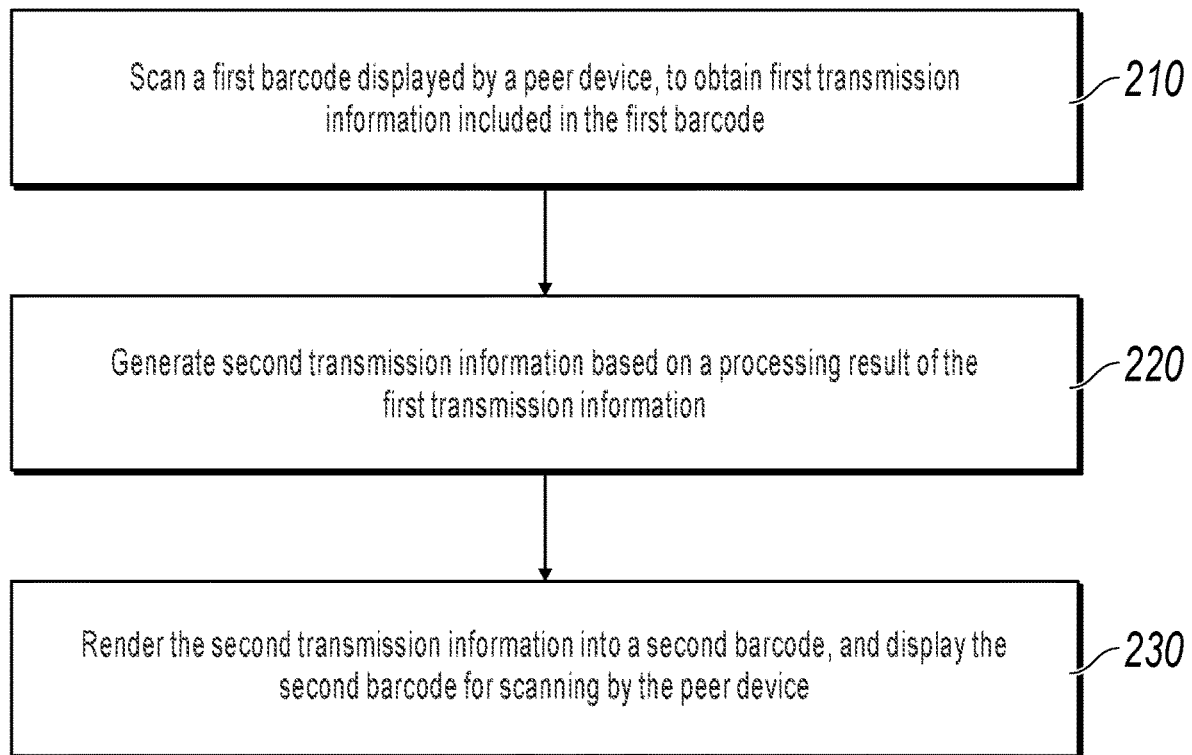 Scan a first barcode displayed by a peer device, to obtain first transmission
information included in the first barcode
210
Generate second transmission information based on a processing result of the
first transmission information
220
Render the second transmission information into a second barcode, and display the
second barcode for scanning by the peer device
230